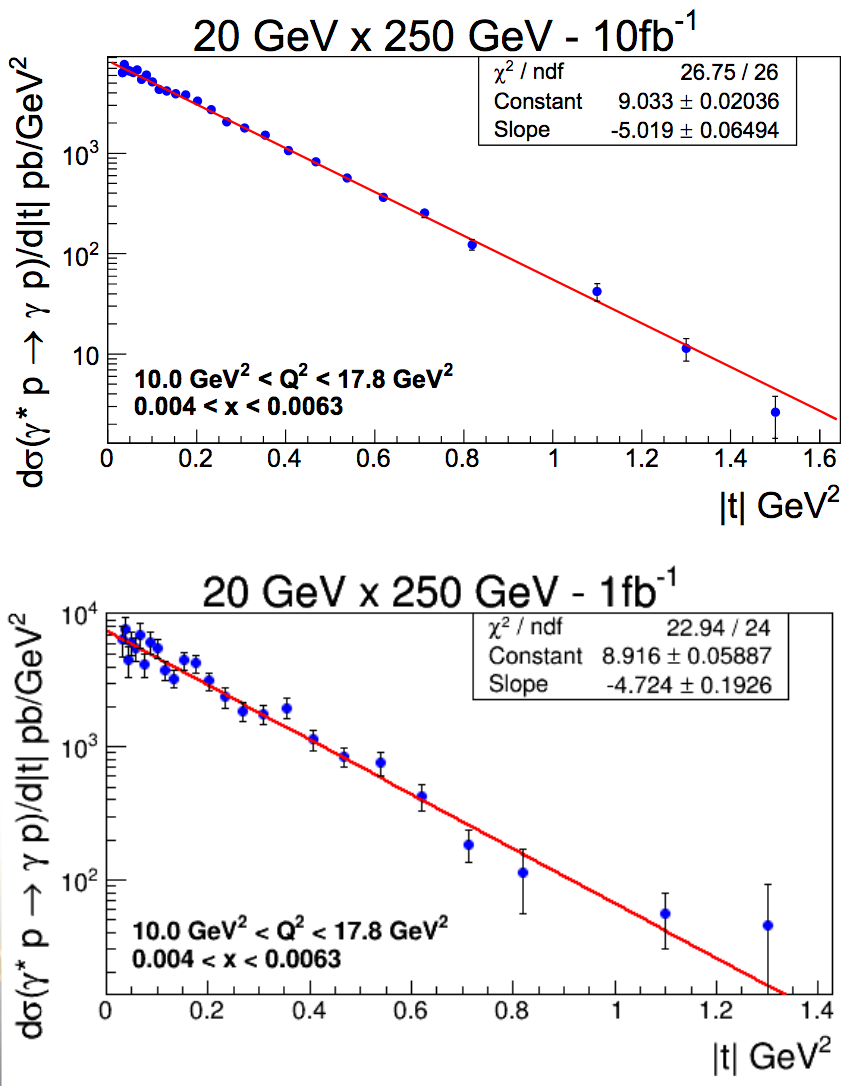 20 GeV x 250 GeV - 10fb⁻¹
χ² / ndf 26.75 / 26
Constant 9.033 ± 0.02036
Slope -5.019 ± 0.06494
dσ(γ* p → γ p)/d|t| pb/GeV²
10³
10²
10
10.0 GeV² < Q² < 17.8 GeV²
0.004 < x < 0.0063
0 0.2 0.4 0.6 0.8 1 1.2 1.4 1.6
|t| GeV²
20 GeV x 250 GeV - 1fb⁻¹
χ² / ndf 22.94 / 24
Constant 8.916 ± 0.05887
Slope -4.724 ± 0.1926
dσ(γ* p → γ p)/d|t| pb/GeV²
10⁴
10³
10²
10.0 GeV² < Q² < 17.8 GeV²
0.004 < x < 0.0063
0 0.2 0.4 0.6 0.8 1 1.2 1.4
|t| GeV²